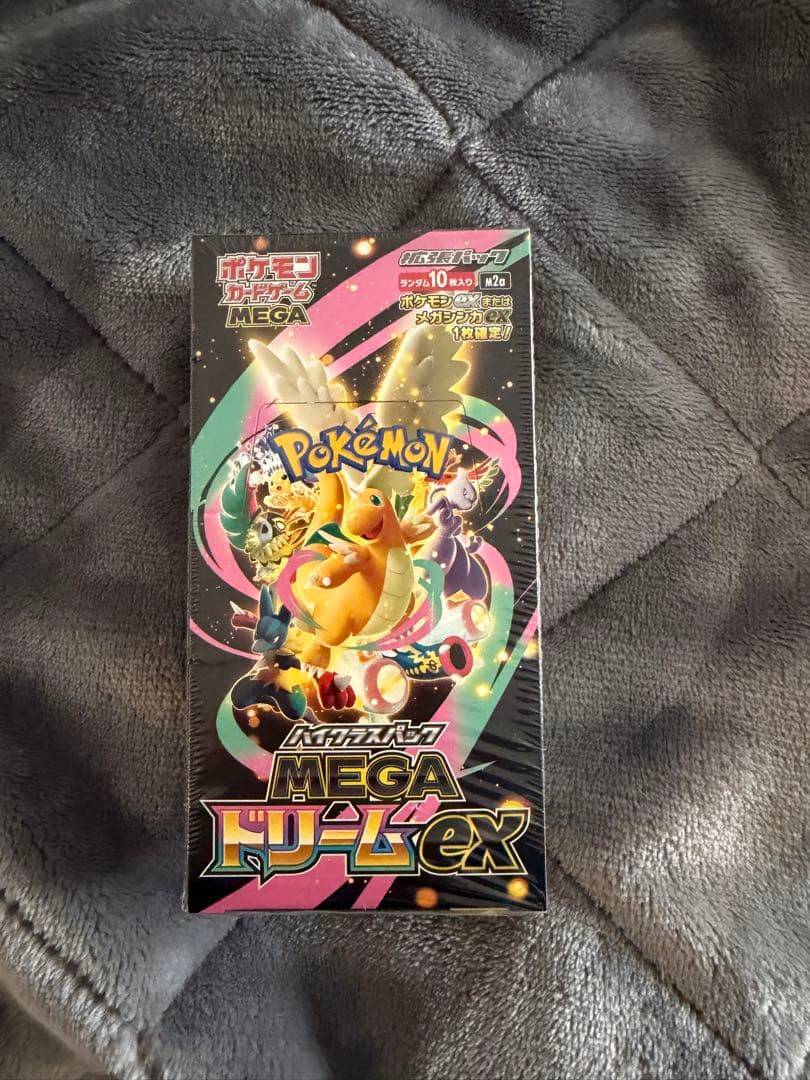 ポケモン
カードゲーム
MEGA
拡張パック
ランダム10枚入り M2a
ポケモンexまたは
メガシンカex
1枚確定!
POKéMON
ハイクラスパック
MEGA
ドリームex